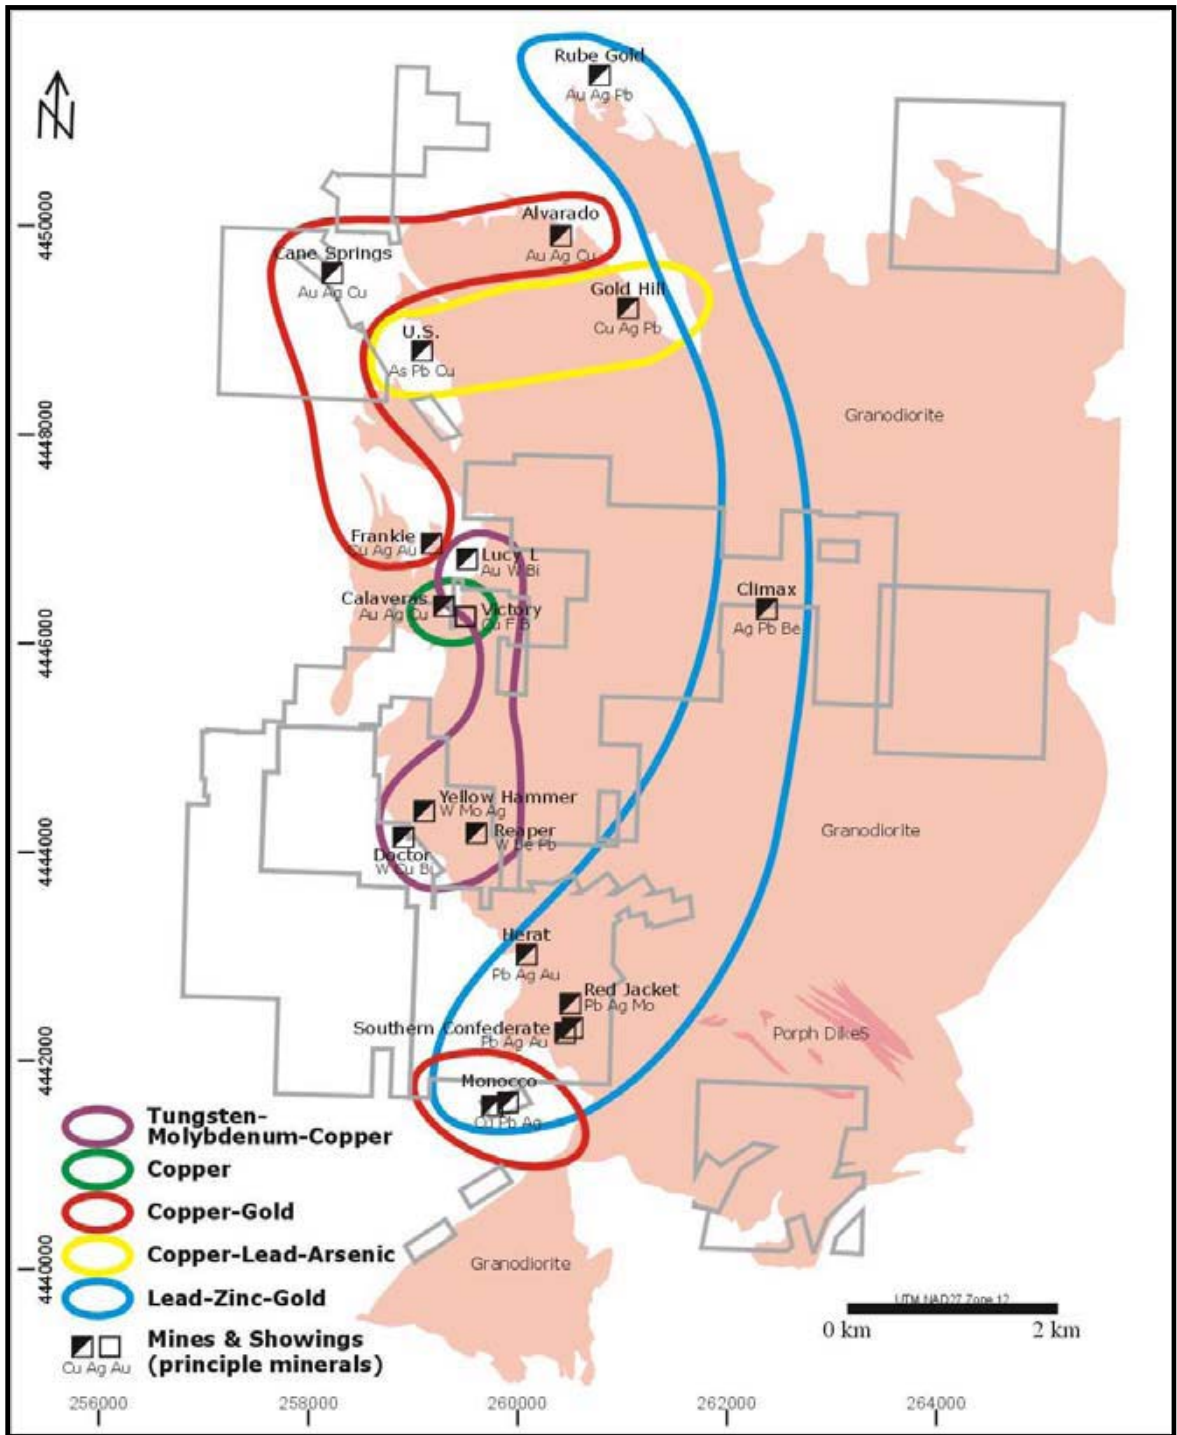 Rube Gold
Au Ag Pb
N
4450000
Alvarado
Au Ag Cu
Cane Springs
Au Ag Cu
Gold Hill
Cu Ag Pb
U.S.
As Pb Cu
Granodiorite
4448000
Frankie
Cu Ag Au
Lucy L
Au W Bi
Climax
Ag Pb Be
Calaveras
Au Ag Cu
Victory
Cu F B
4446000
Yellow Hammer
W Mo Ag
Reaper
W Be Pb
Granodiorite
Doctor
W Cu Bi
4444000
Herat
Pb Ag Au
Red Jacket
Pb Ag Mo
Southern Confederate
Pb Ag Au
Porph DikeS
4442000
Monocco
Cu Pb Ag
Tungsten-
Molybdenum-Copper
Copper
Copper-Gold
Copper-Lead-Arsenic
Lead-Zinc-Gold
Mines & Showings
(principle minerals)
Cu Ag Au
4440000
Granodiorite
UTM NAD27 Zone 12
0 km
2 km
256000
258000
260000
262000
264000